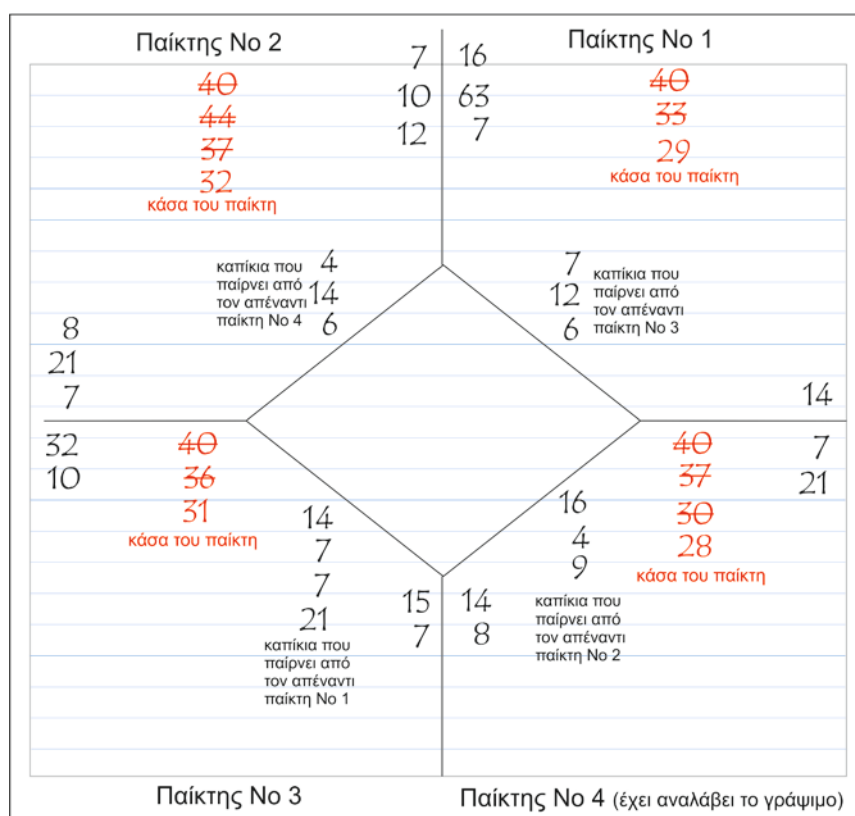 Παίκτης Νο 2
7
10
12
40
44
37
32
κάσα του παίκτη
καπίκια που
παίρνει από
τον απέναντι
παίκτη Νο 4
4
14
6
8
21
7
Παίκτης Νο 1
16
63
7
40
33
29
κάσα του παίκτη
7
12
6
καπίκια που
παίρνει από
τον απέναντι
παίκτη Νο 3
14
32
10
40
36
31
κάσα του παίκτη
14
7
7
21
καπίκια που
παίρνει από
τον απέναντι
παίκτη Νο 1
15
7
Παίκτης Νο 3
7
21
40
37
30
28
κάσα του παίκτη
16
4
9
καπίκια που
παίρνει από
τον απέναντι
παίκτη Νο 2
14
8
Παίκτης Νο 4 (έχει αναλάβει το γράψιμο)